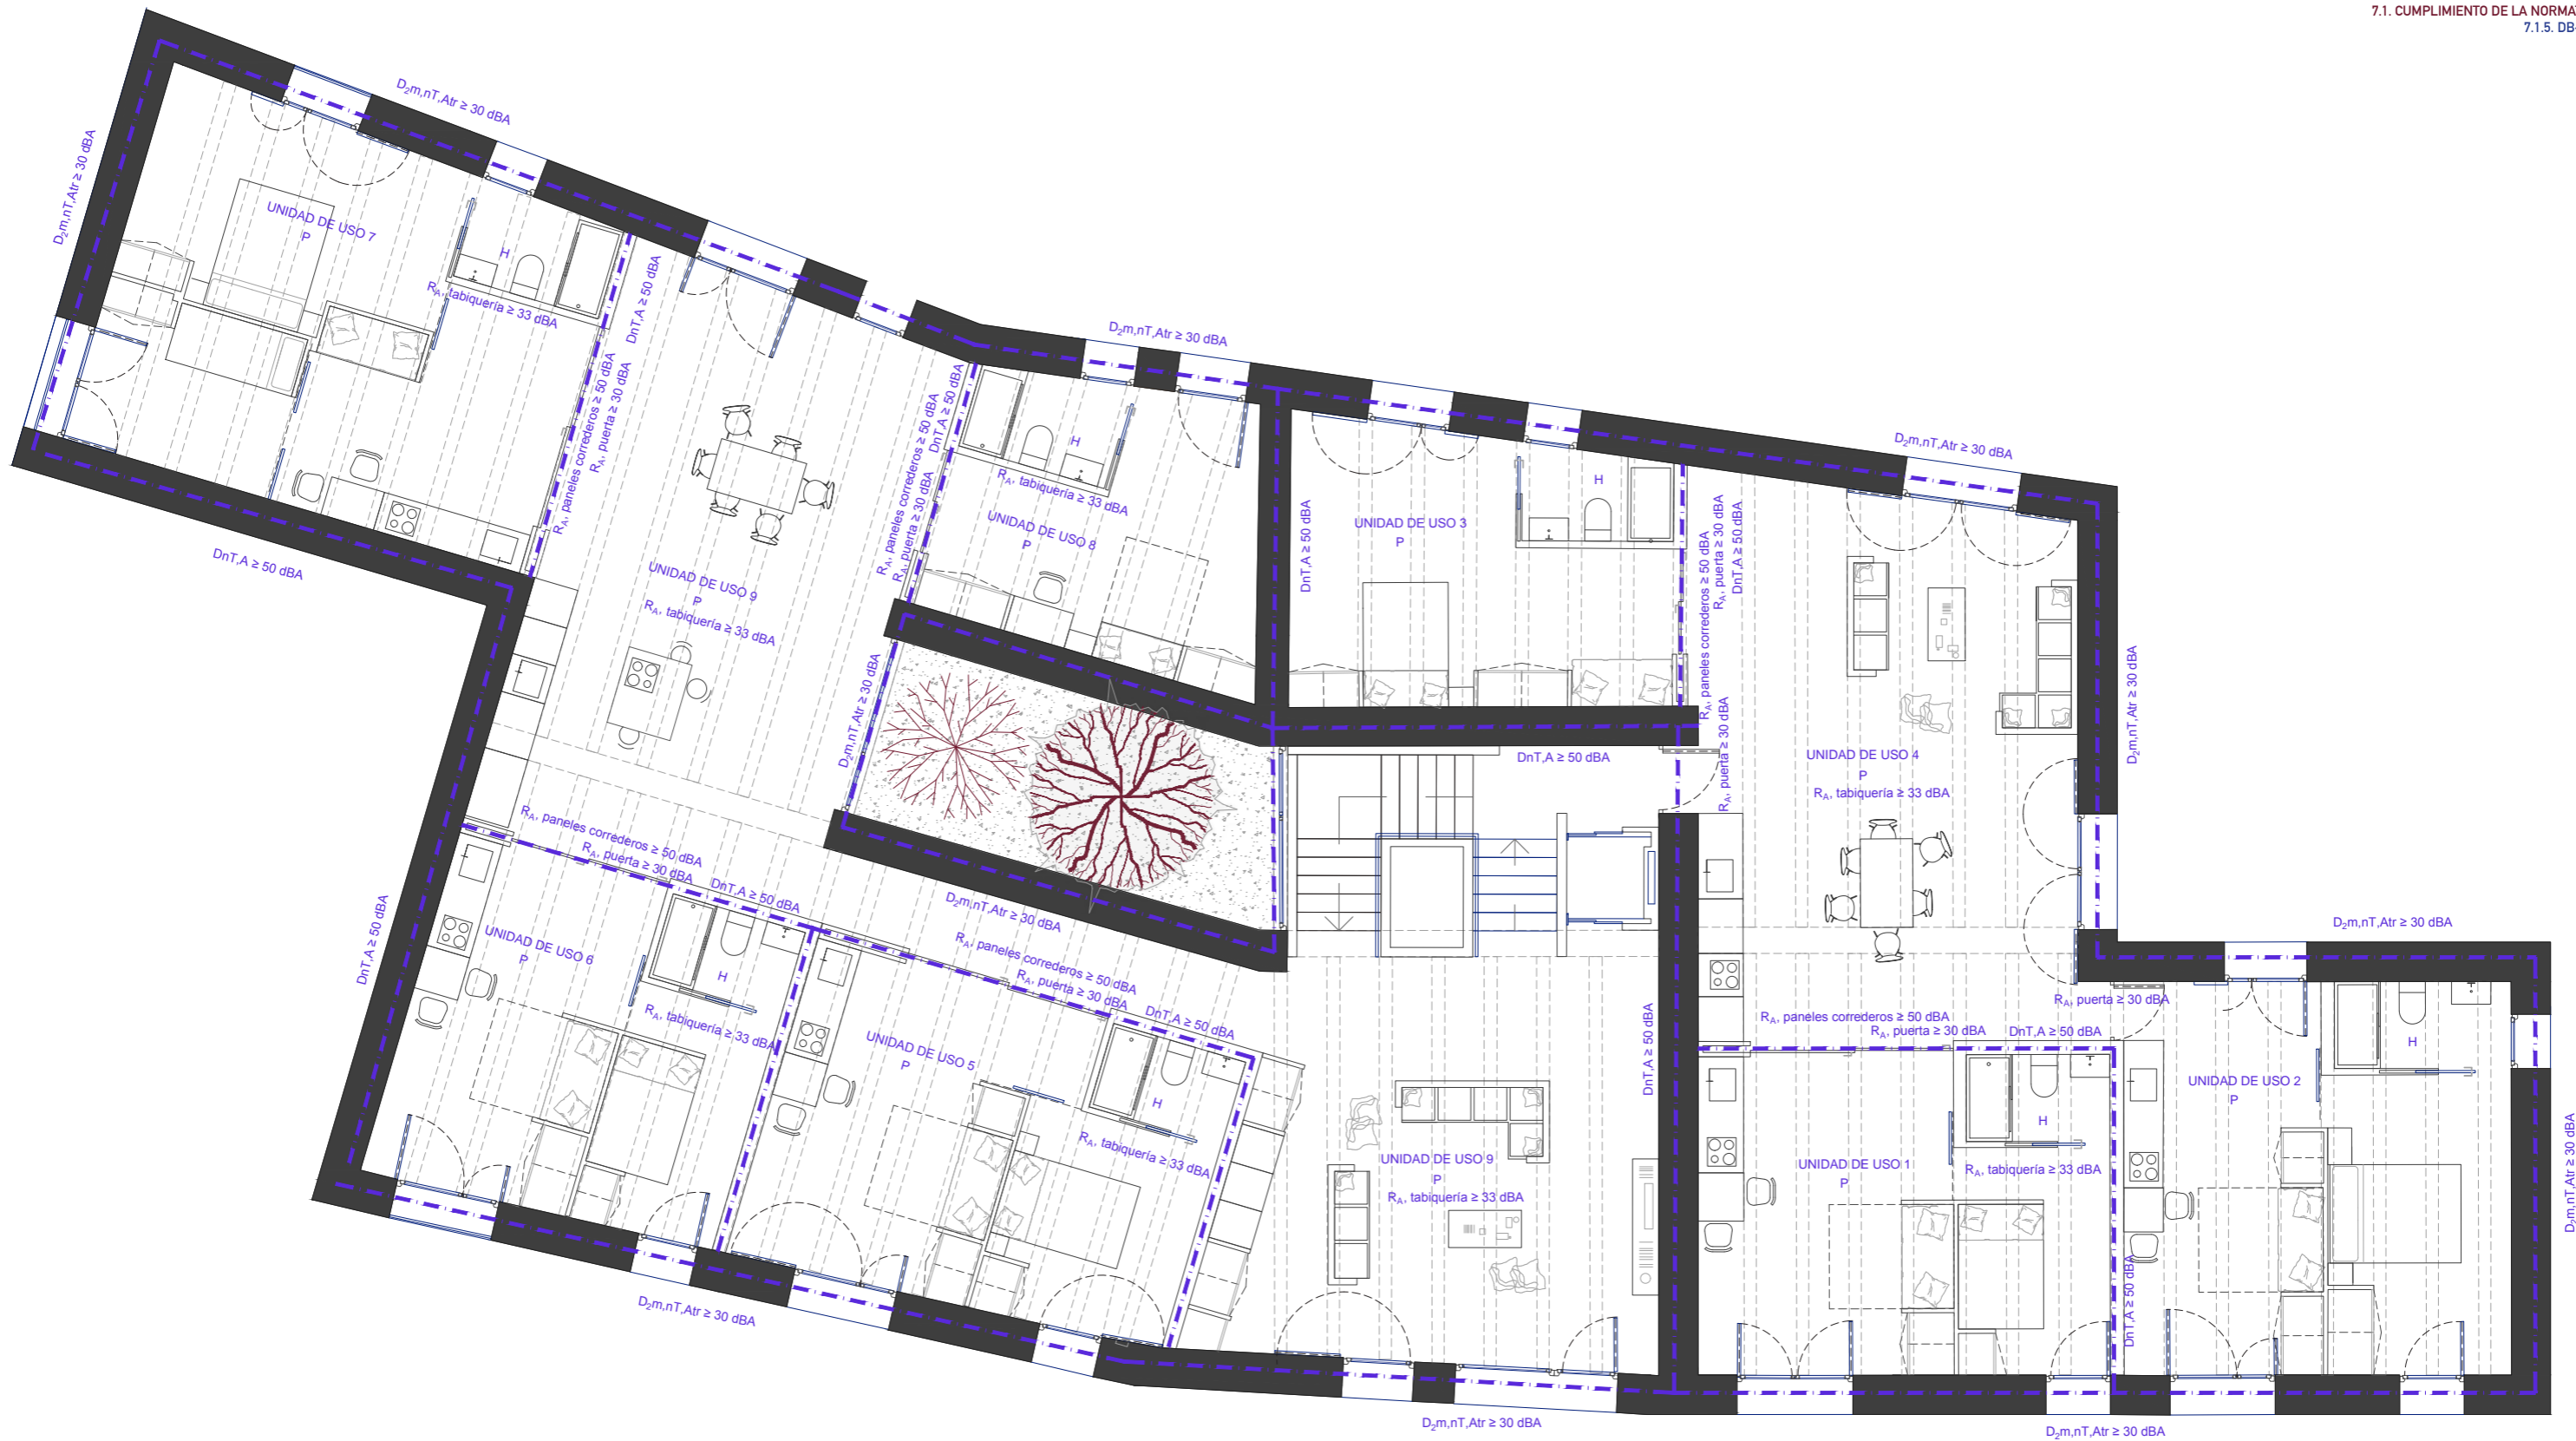 7.1. CUMPLIMIENTO DE LA NORMA
7.1.5. DB
D2m,nT,Atr ≥ 30 dBA
D2m,nT,Atr ≥ 30 dBA
UNIDAD DE USO 7
P
H
RA, tabiquería ≥ 33 dBA
DnT,A ≥ 50 dBA
RA, paneles correderos ≥ 50 dBA
RA, puerta ≥ 30 dBA
DnT,A ≥ 50 dBA
UNIDAD DE USO 9
P
RA, tabiquería ≥ 33 dBA
D2m,nT,Atr ≥ 30 dBA
RA, paneles correderos ≥ 50 dBA
RA, puerta ≥ 30 dBA
DnT,A ≥ 50 dBA
H
RA, tabiquería ≥ 33 dBA
UNIDAD DE USO 8
P
D2m,nT,Atr ≥ 30 dBA
DnT,A ≥ 50 dBA
UNIDAD DE USO 3
P
H
RA, paneles correderos ≥ 50 dBA
RA, puerta ≥ 30 dBA
DnT,A ≥ 50 dBA
D2m,nT,Atr ≥ 30 dBA
D2m,nT,Atr ≥ 30 dBA
DnT,A ≥ 50 dBA
RA, puerta ≥ 30 dBA
UNIDAD DE USO 4
P
RA, tabiquería ≥ 33 dBA
RA, paneles correderos ≥ 50 dBA
RA, puerta ≥ 30 dBA
DnT,A ≥ 50 dBA
DnT,A ≥ 50 dBA
UNIDAD DE USO 6
P
H
RA, tabiquería ≥ 33 dBA
D2m,nT,Atr ≥ 30 dBA
RA, paneles correderos ≥ 50 dBA
RA, puerta ≥ 30 dBA
DnT,A ≥ 50 dBA
UNIDAD DE USO 5
P
H
RA, tabiquería ≥ 33 dBA
D2m,nT,Atr ≥ 30 dBA
UNIDAD DE USO 9
P
RA, tabiquería ≥ 33 dBA
DnT,A ≥ 50 dBA
D2m,nT,Atr ≥ 30 dBA
RA, paneles correderos ≥ 50 dBA
RA, puerta ≥ 30 dBA
DnT,A ≥ 50 dBA
RA, puerta ≥ 30 dBA
UNIDAD DE USO 1
P
H
RA, tabiquería ≥ 33 dBA
DnT,A ≥ 50 dBA
D2m,nT,Atr ≥ 30 dBA
UNIDAD DE USO 2
P
H
D2m,nT,Atr ≥ 30 dBA
D2m,nT,Atr ≥ 30 dBA